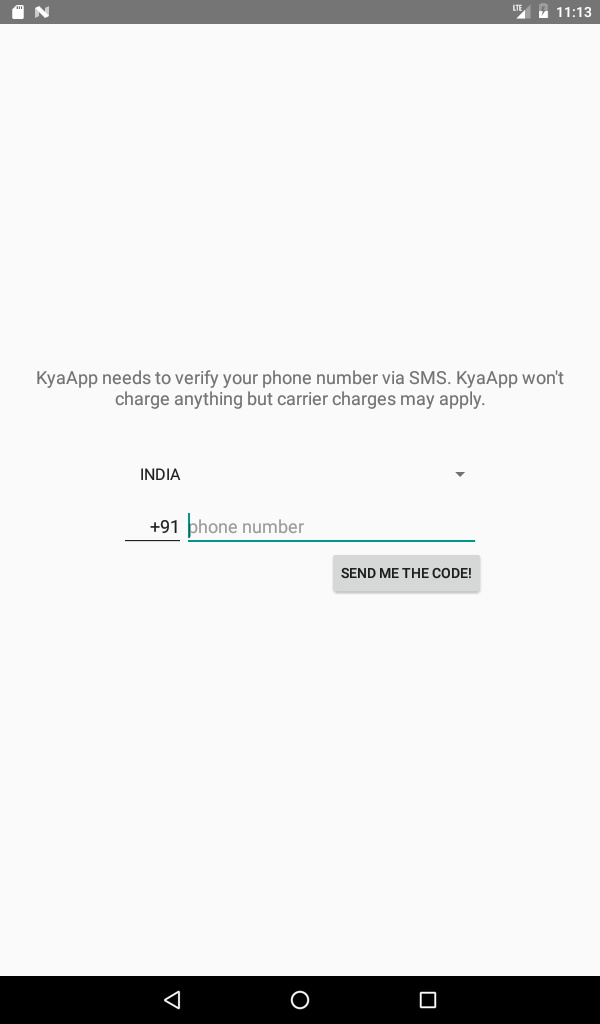 LTE 11:13
KyaApp needs to verify your phone number via SMS. KyaApp won't
charge anything but carrier charges may apply.
INDIA
+91 phone number
SEND ME THE CODE!